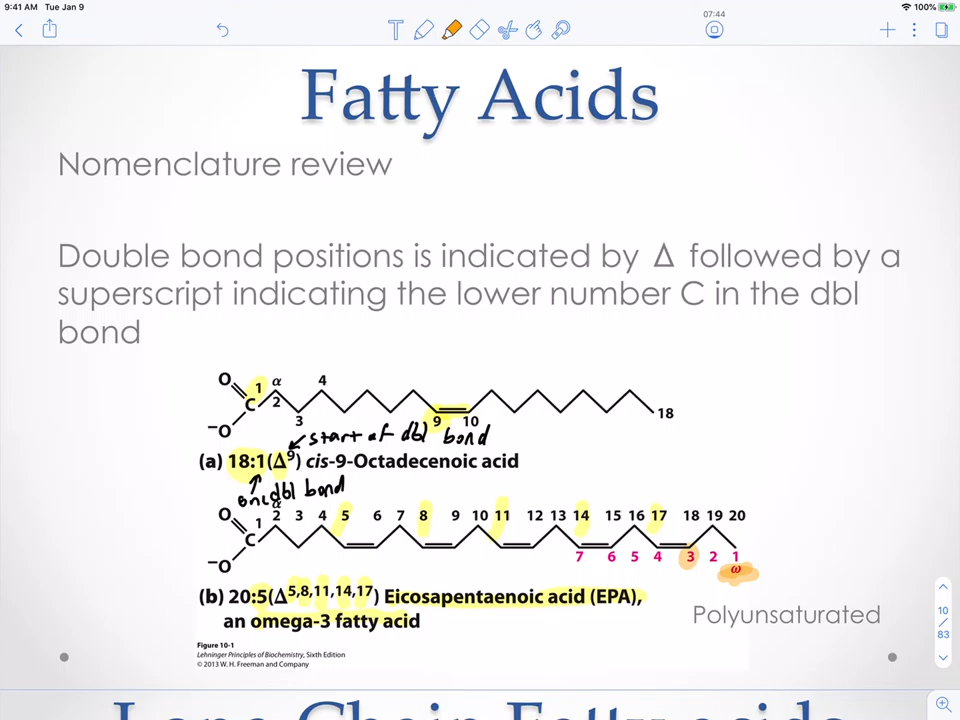 9:41 AM Tue Jan 9
100%
07:44
Fatty Acids
Nomenclature review
Double bond positions is indicated by Δ followed by a
superscript indicating the lower number C in the dbl
bond
O 1 α 4
C 2
3 9 10 18
−O
start of dbl bond
(a) 18:1(Δ⁹) cis-9-Octadecenoic acid
one dbl bond
α
O 1 2 3 4 5 6 7 8 9 10 11 12 13 14 15 16 17 18 19 20
C
−O 7 6 5 4 3 2 1
ω
(b) 20:5(Δ⁵,⁸,¹¹,¹⁴,¹⁷) Eicosapentaenoic acid (EPA),
an omega-3 fatty acid
Polyunsaturated
Figure 10-1
Lehninger Principles of Biochemistry, Sixth Edition
© 2013 W. H. Freeman and Company
10
/
83
Long Chain Fatty acids